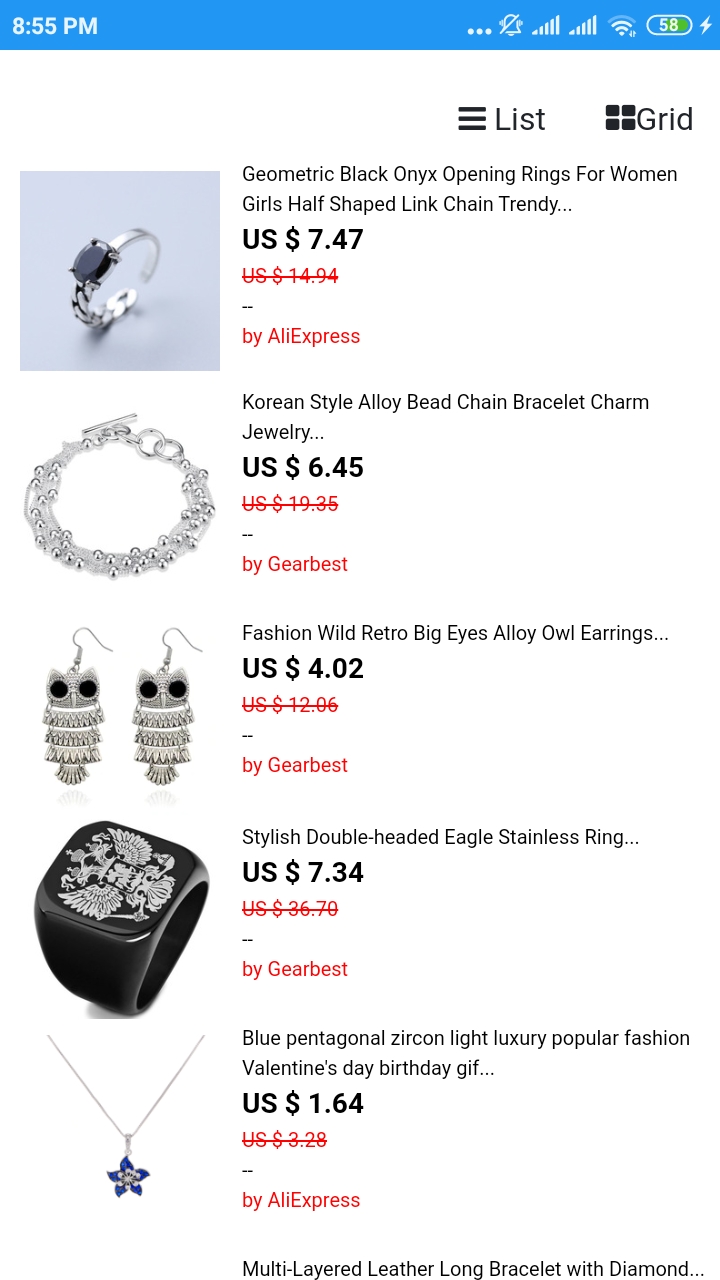 8:55 PM
58
List
Grid
Geometric Black Onyx Opening Rings For Women
Girls Half Shaped Link Chain Trendy...
US $ 7.47
US $ 14.94
--
by AliExpress
Korean Style Alloy Bead Chain Bracelet Charm
Jewelry...
US $ 6.45
US $ 19.35
--
by Gearbest
Fashion Wild Retro Big Eyes Alloy Owl Earrings...
US $ 4.02
US $ 12.06
--
by Gearbest
Stylish Double-headed Eagle Stainless Ring...
US $ 7.34
US $ 36.70
--
by Gearbest
Blue pentagonal zircon light luxury popular fashion
Valentine's day birthday gif...
US $ 1.64
US $ 3.28
--
by AliExpress
Multi-Layered Leather Long Bracelet with Diamond...